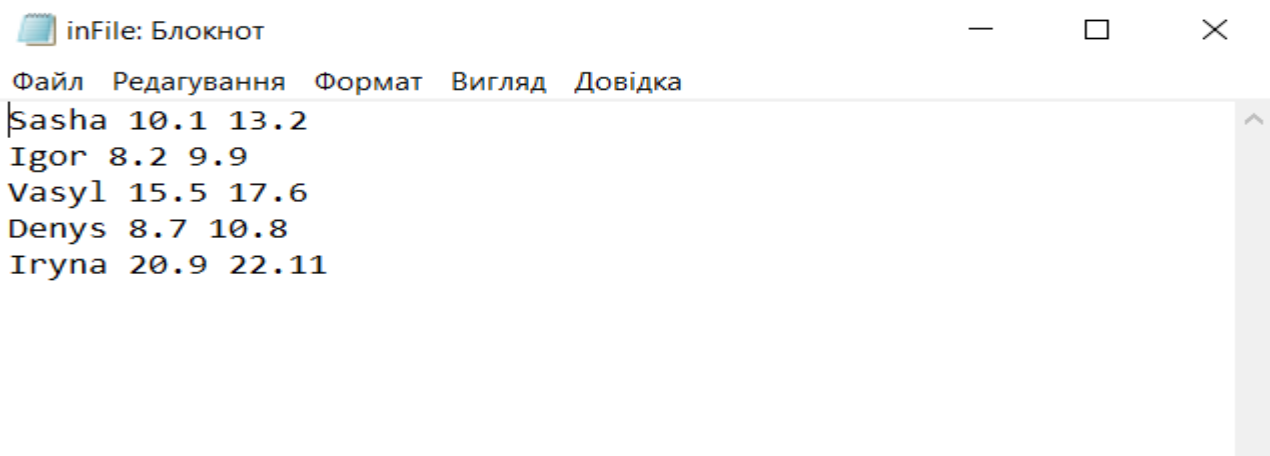 inFile: Блокнот
Файл Редагування Формат Вигляд Довідка
Sasha 10.1 13.2
Igor 8.2 9.9
Vasyl 15.5 17.6
Denys 8.7 10.8
Iryna 20.9 22.11